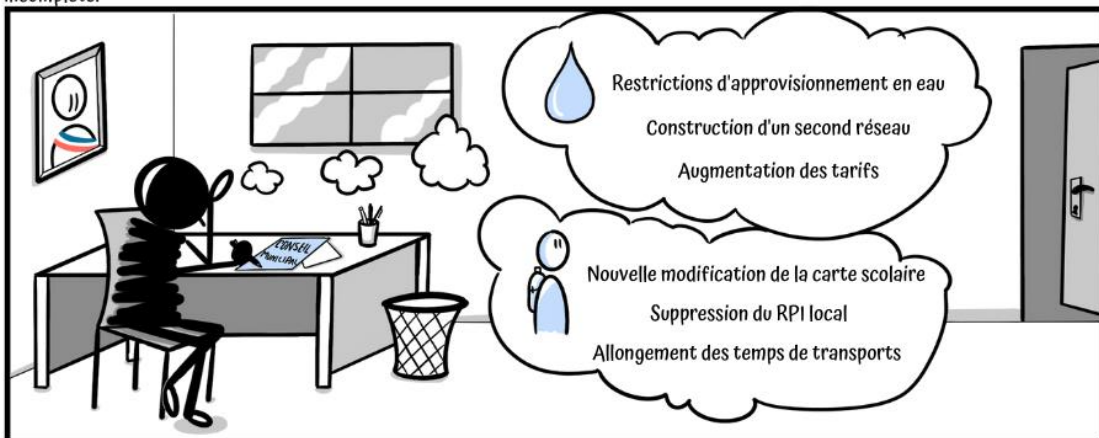 incomplète.
Restrictions d'approvisionnement en eau
Construction d'un second réseau
Augmentation des tarifs
CONSEIL
MUNICIPAL
Nouvelle modification de la carte scolaire
Suppression du RPI local
Allongement des temps de transports